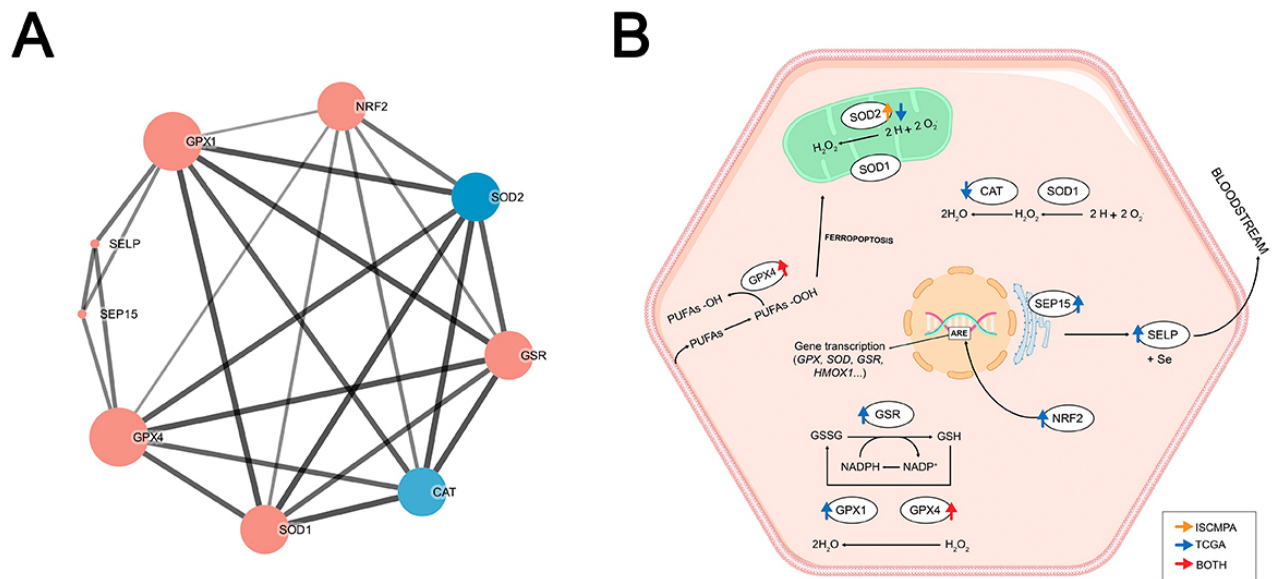 A
NRF2
GPX1
SOD2
SELP
SEP15
GSR
GPX4
CAT
SOD1
B
SOD2
2 H + 2 O2
H2O2
SOD1
CAT
SOD1
2H2O
H2O2
2 H + 2 O2
BLOODSTREAM
FERROPOPTOSIS
GPX4
PUFAs -OH
PUFAs -OOH
PUFAs
SEP15
ARE
SELP
+ Se
Gene transcription
(GPX, SOD, GSR,
HMOX1...)
NRF2
GSR
GSSG
GSH
NADPH
NADP+
GPX1
GPX4
2H2O
H2O2
ISCMPA
TCGA
BOTH